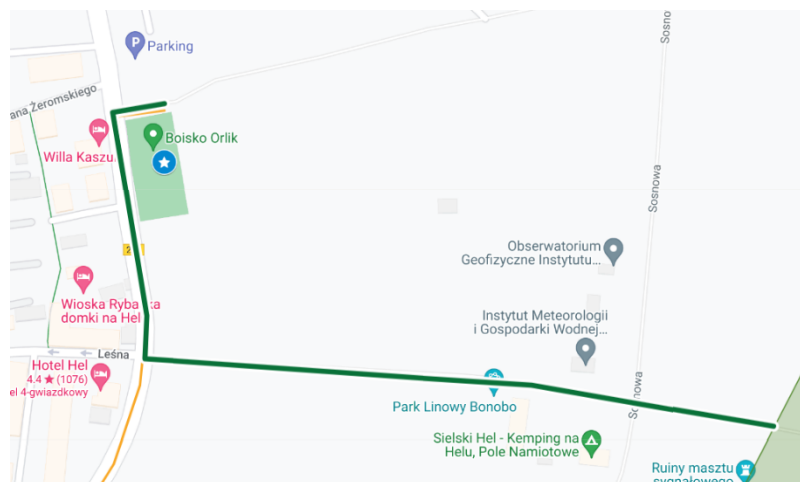 Parking
Sosno
ana Żeromskiego
Boisko Orlik
Willa Kaszu
Sosnowa
2
Obserwatorium
Geofizyczne Instytutu...
Wioska Ryba ka
domki na Hel
Instytut Meteorologii
i Gospodarki Wodnej...
Leśna
Hotel Hel
4.4 ★ (1076)
el 4-gwiazdkowy
Park Linowy Bonobo
Sosnowa
Sielski Hel - Kemping na
Helu, Pole Namiotowe
Ruiny masztu
sygnałowego